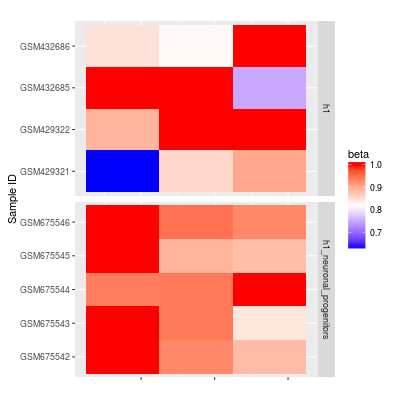 GSM432686
GSM432685
GSM429322
GSM429321
h1
GSM675546
GSM675545
GSM675544
GSM675543
GSM675542
h1_neuronal_progenitors
Sample ID
beta
1.0
0.9
0.8
0.7